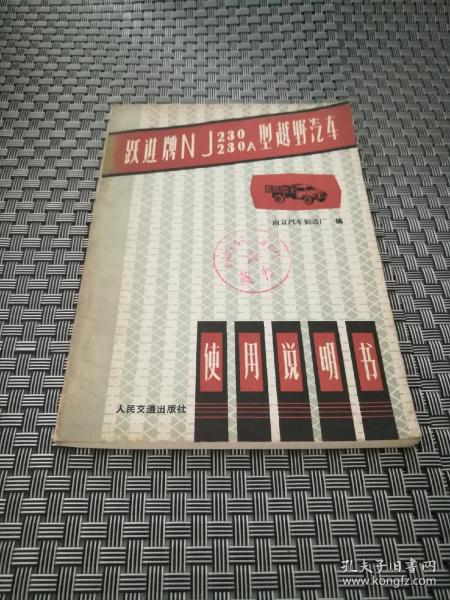 跃进牌NJ230 230A型越野汽车
南京汽车制造厂 编
藏书
使用说明书
人民交通出版社
孔夫子旧书网
www.kongfz.com